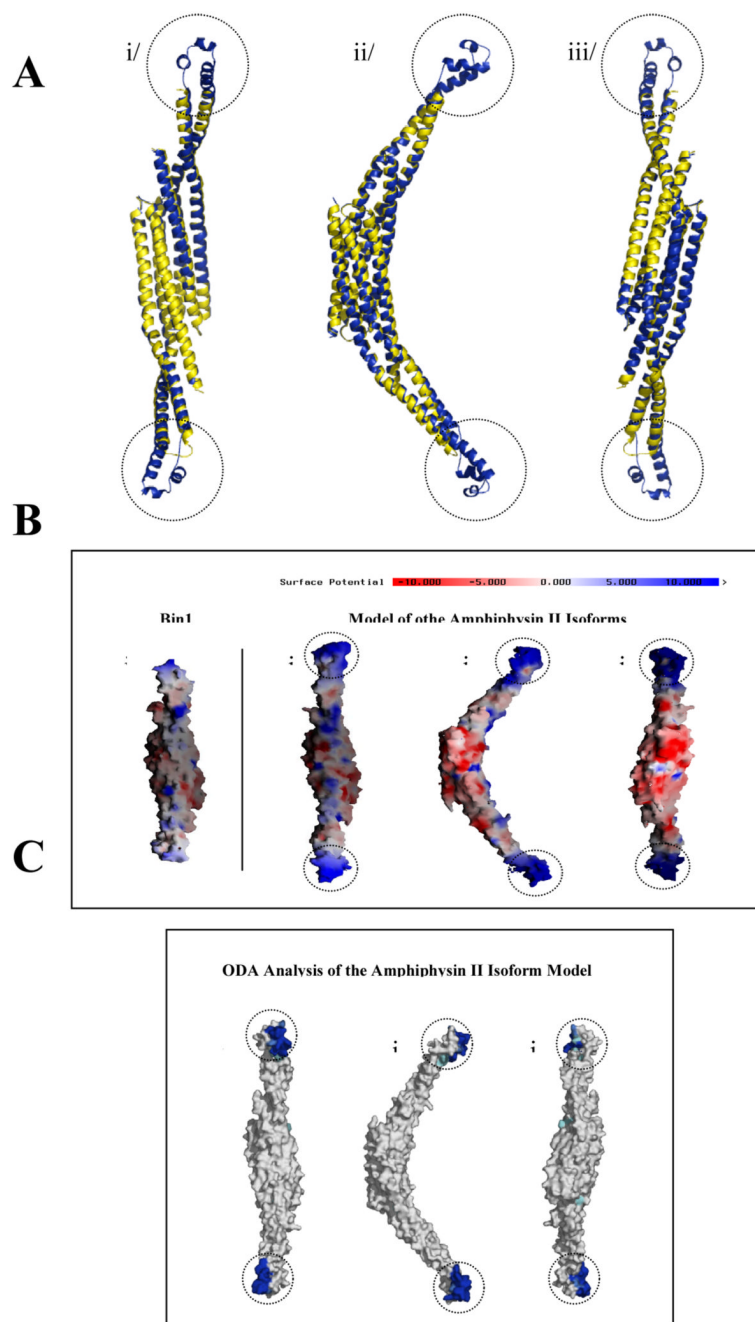 A
i/ ii/ iii/
B
Surface Potential -10.000 -5.000 0.000 5.000 10.000 >
Bin1 Model of othe Amphiphysin II Isoforms
: : : :
C
ODA Analysis of the Amphiphysin II Isoform Model